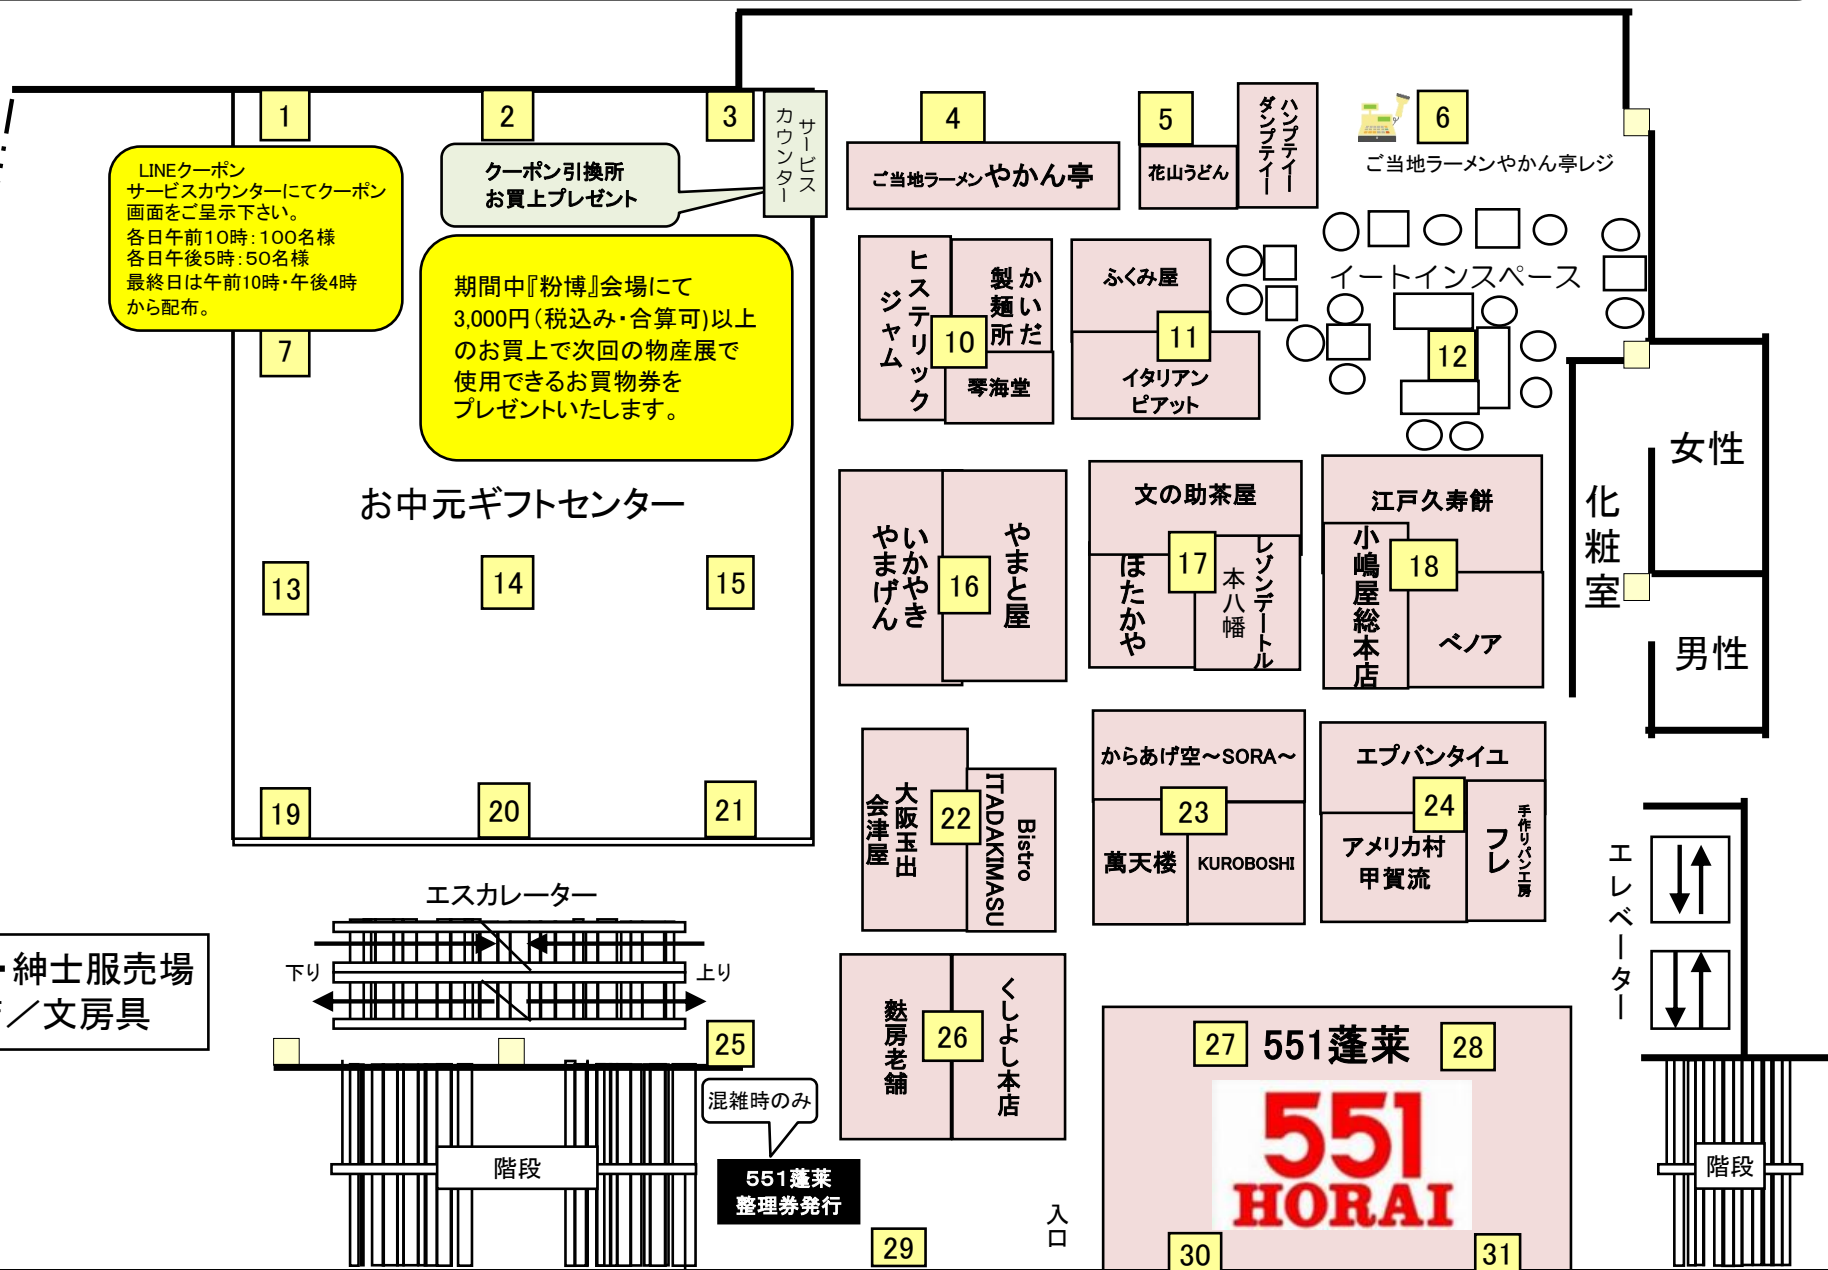 1
2
3
サービス
カウンター
4
5
ハンプティー
ダンプティー
6
LINEクーポン
サービスカウンターにてクーポン
画面をご呈示下さい。
各日午前10時:100名様
各日午後5時:50名様
最終日は午前10時・午後4時
から配布。
クーポン引換所
お買上プレゼント
ご当地ラーメンやかん亭
花山うどん
ご当地ラーメンやかん亭レジ
期間中『粉博』会場にて
3,000円(税込み・合算可)以上
のお買上で次回の物産展で
使用できるお買物券を
プレゼントいたします。
7
ヒステリック
ジャム
10
かいだ
製麺所
琴海堂
ふくみ屋
11
イタリアン
ピアット
イートインスペース
12
お中元ギフトセンター
13
14
15
いかやき
やまげん
16
やまと屋
文の助茶屋
17
ほたかや
レゾンデートル
本八幡
江戸久寿餅
18
小嶋屋総本店
ベノア
化粧室
女性
男性
19
20
21
大阪玉出
会津屋
22
Bistro
ITADAKIMASU
からあげ空～SORA～
23
萬天楼
KUROBOSHI
エプバンタイユ
24
アメリカ村
甲賀流
手作りパン工房
フレ
エレベーター
エスカレーター
下り
上り
・紳士服売場
／文房具
25
麩房老舗
26
くしよし本店
27
551蓬莱
28
551
HORAI
混雑時のみ
551蓬莱
整理券発行
階段
階段
入口
29
30
31